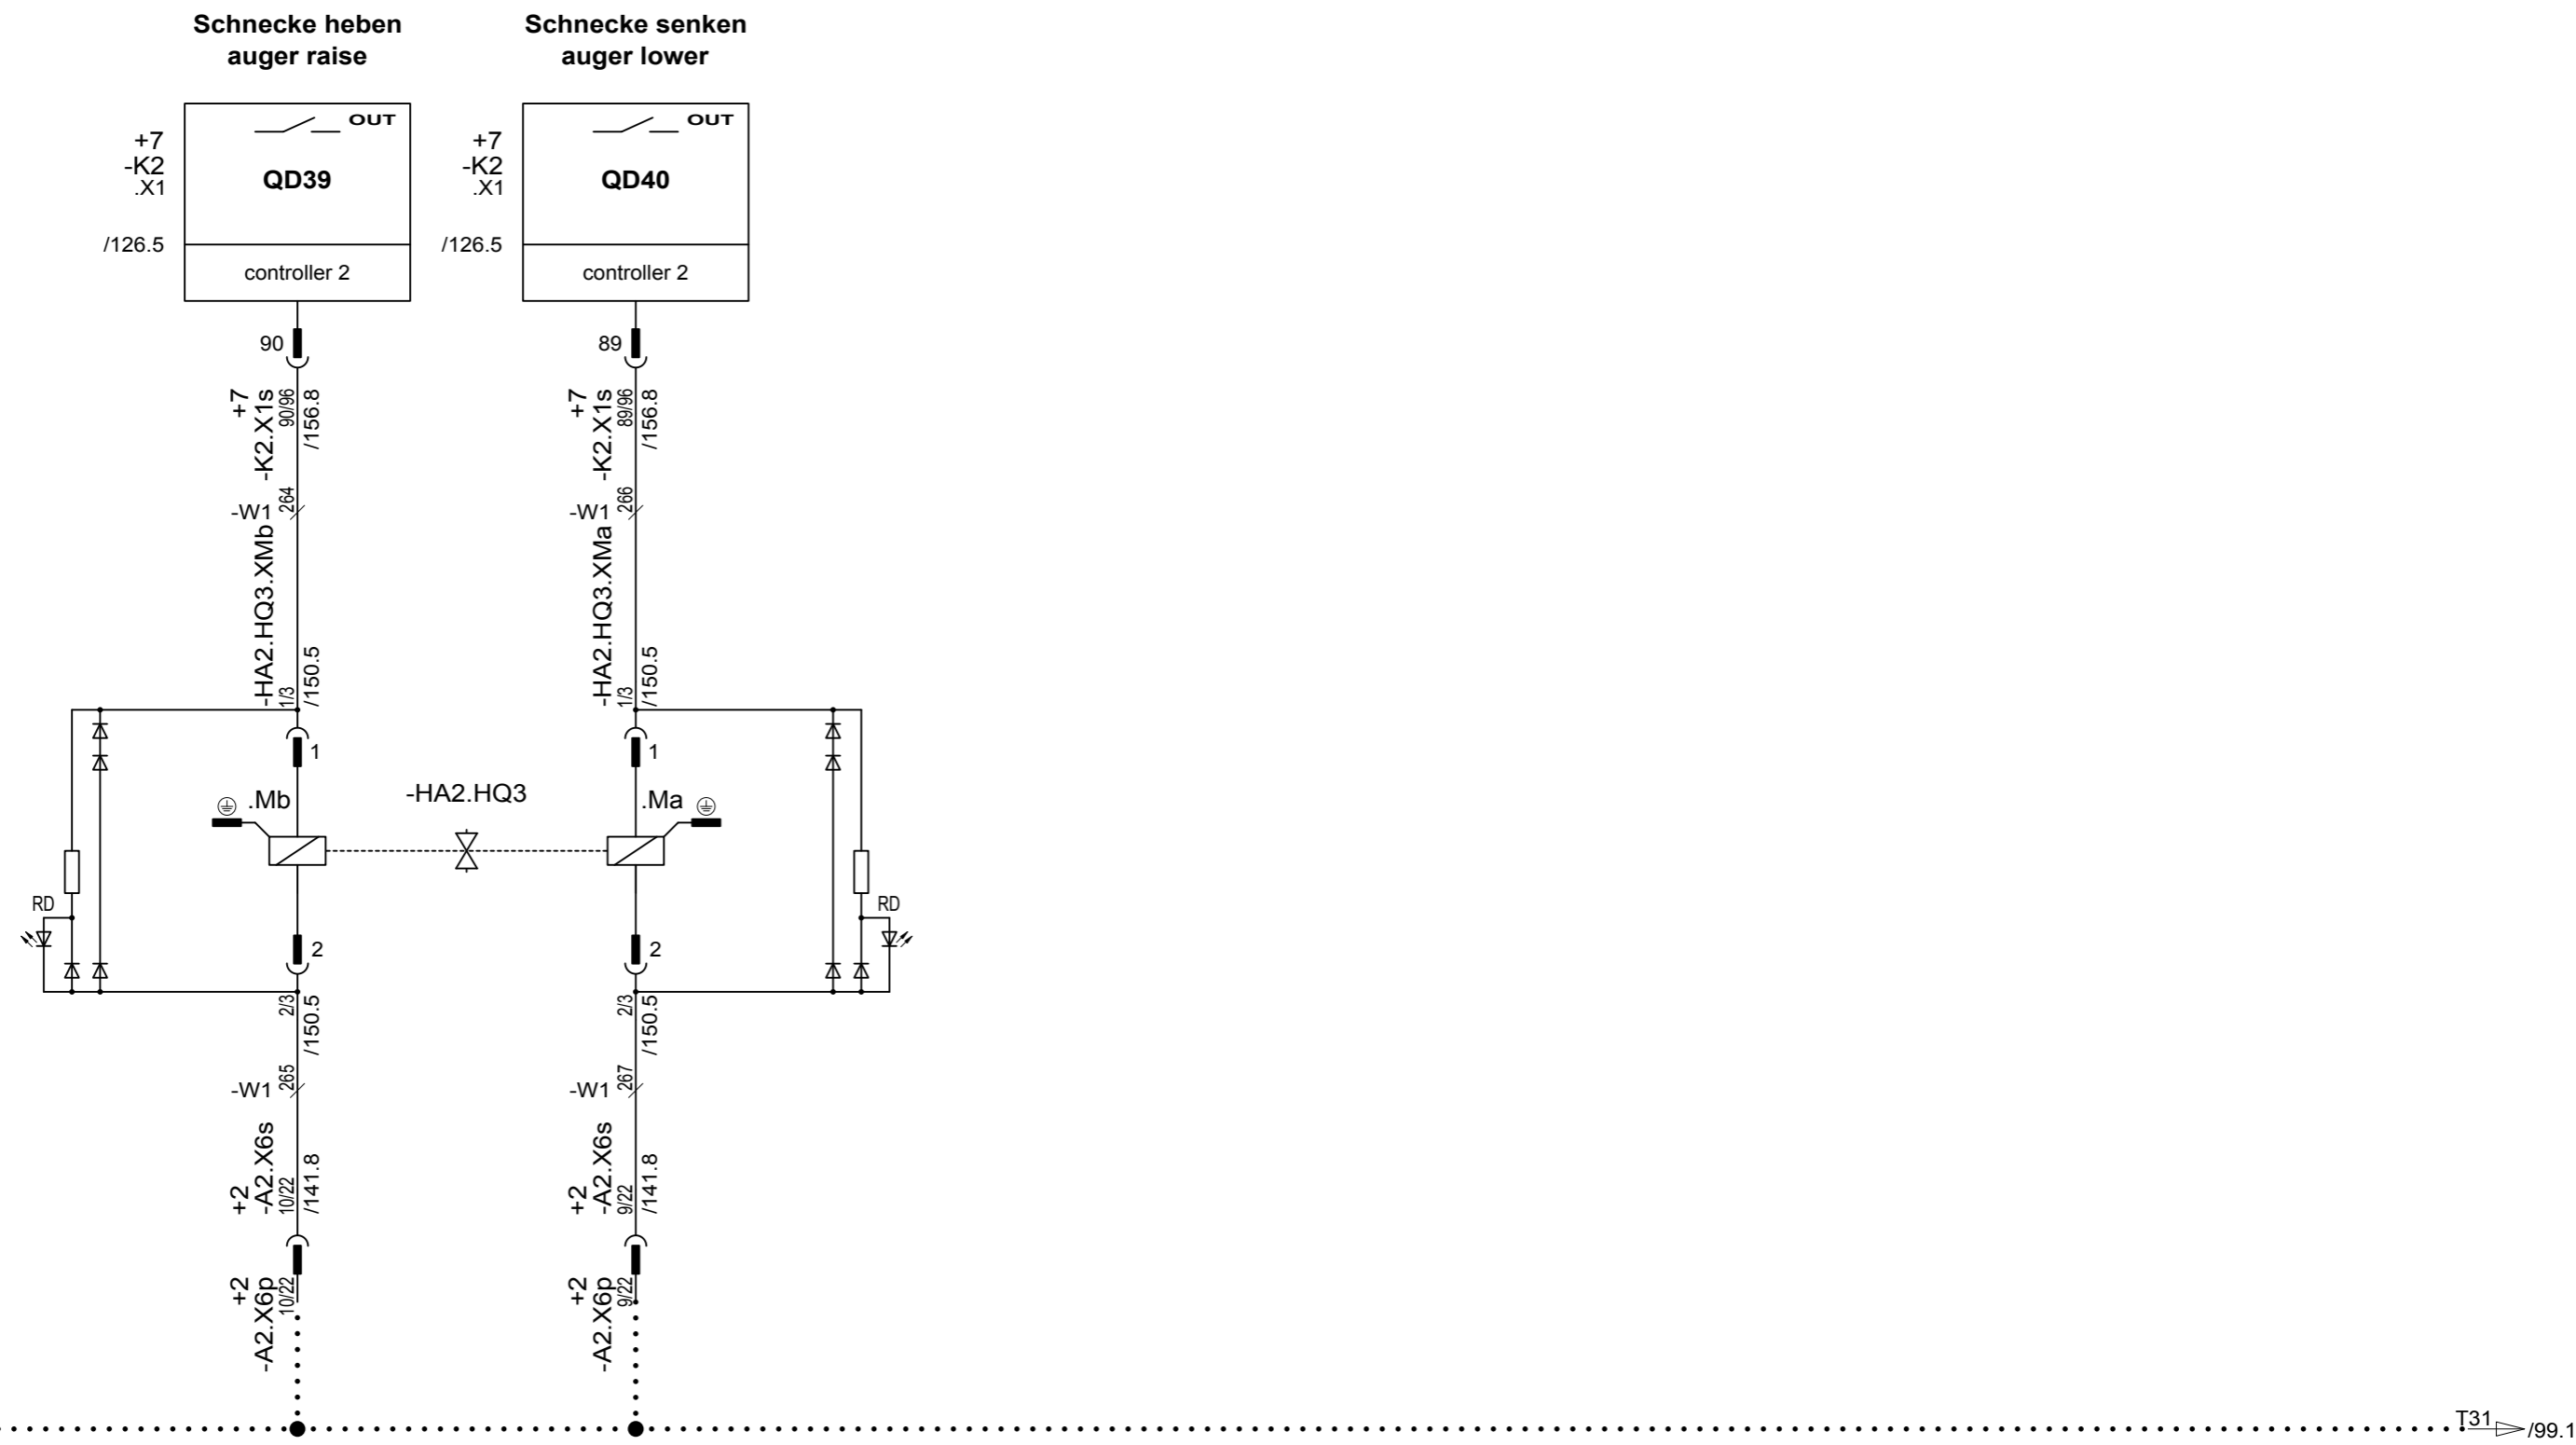 Schnecke heben
auger raise
Schnecke senken
auger lower
+7
-K2
.X1
/126.5
OUT
QD39
controller 2
+7
-K2
.X1
/126.5
OUT
QD40
controller 2
90
+7
-K2.X1s
90/96
/156.8
-W1
264
-HA2.HQ3.XMb
1/3
/150.5
89
+7
-K2.X1s
89/96
/156.8
-W1
266
-HA2.HQ3.XMa
1/3
/150.5
1
.Mb
-HA2.HQ3
1
.Ma
RD
2
2
RD
2/3
/150.5
-W1
265
+2
-A2.X6s
10/22
/141.8
+2
-A2.X6p
10/22
2/3
/150.5
-W1
267
+2
-A2.X6s
9/22
/141.8
+2
-A2.X6p
9/22
T31
/99.1